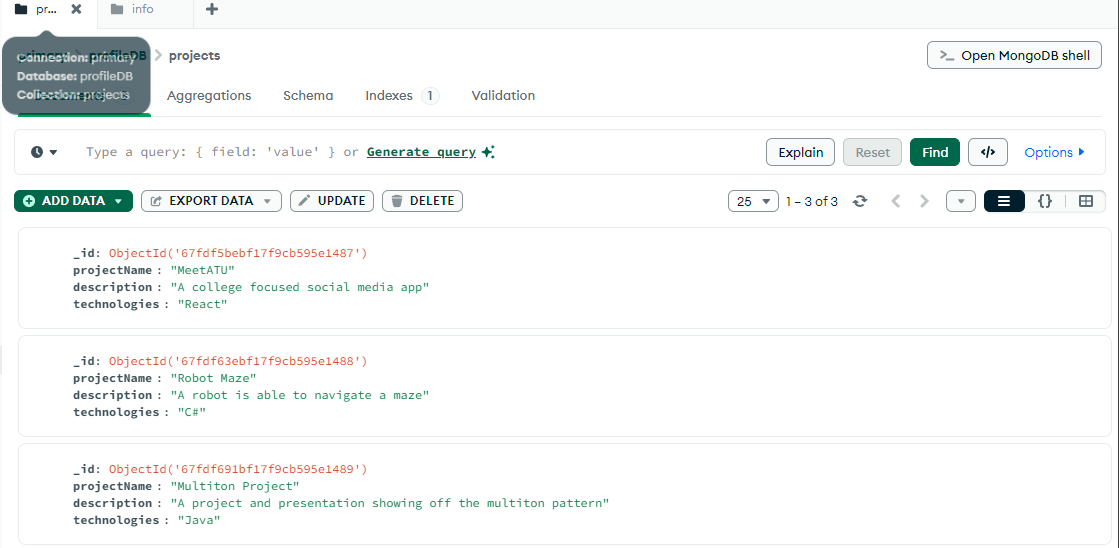 pr...
info
Connection: primary
Database: profileDB
Collection: projects
profileDB > projects
>_ Open MongoDB shell
Aggregations
Schema
Indexes 1
Validation
Type a query: { field: 'value' } or Generate query
Explain
Reset
Find
</>
Options
ADD DATA
EXPORT DATA
UPDATE
DELETE
25
1 – 3 of 3
{}
_id: ObjectId('67fdf5bebf17f9cb595e1487')
projectName : "MeetATU"
description : "A college focused social media app"
technologies : "React"
_id: ObjectId('67fdf63ebf17f9cb595e1488')
projectName : "Robot Maze"
description : "A robot is able to navigate a maze"
technologies : "C#"
_id: ObjectId('67fdf691bf17f9cb595e1489')
projectName : "Multiton Project"
description : "A project and presentation showing off the multiton pattern"
technologies : "Java"